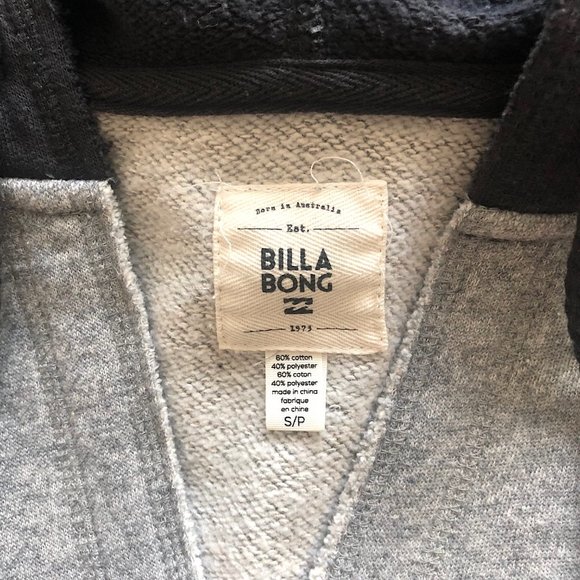 Born in Australia
Est.
BILLA
BONG
1973
60% cotton
40% polyester
60% coton
40% polyester
made in china
fabrique
en chine
S/P